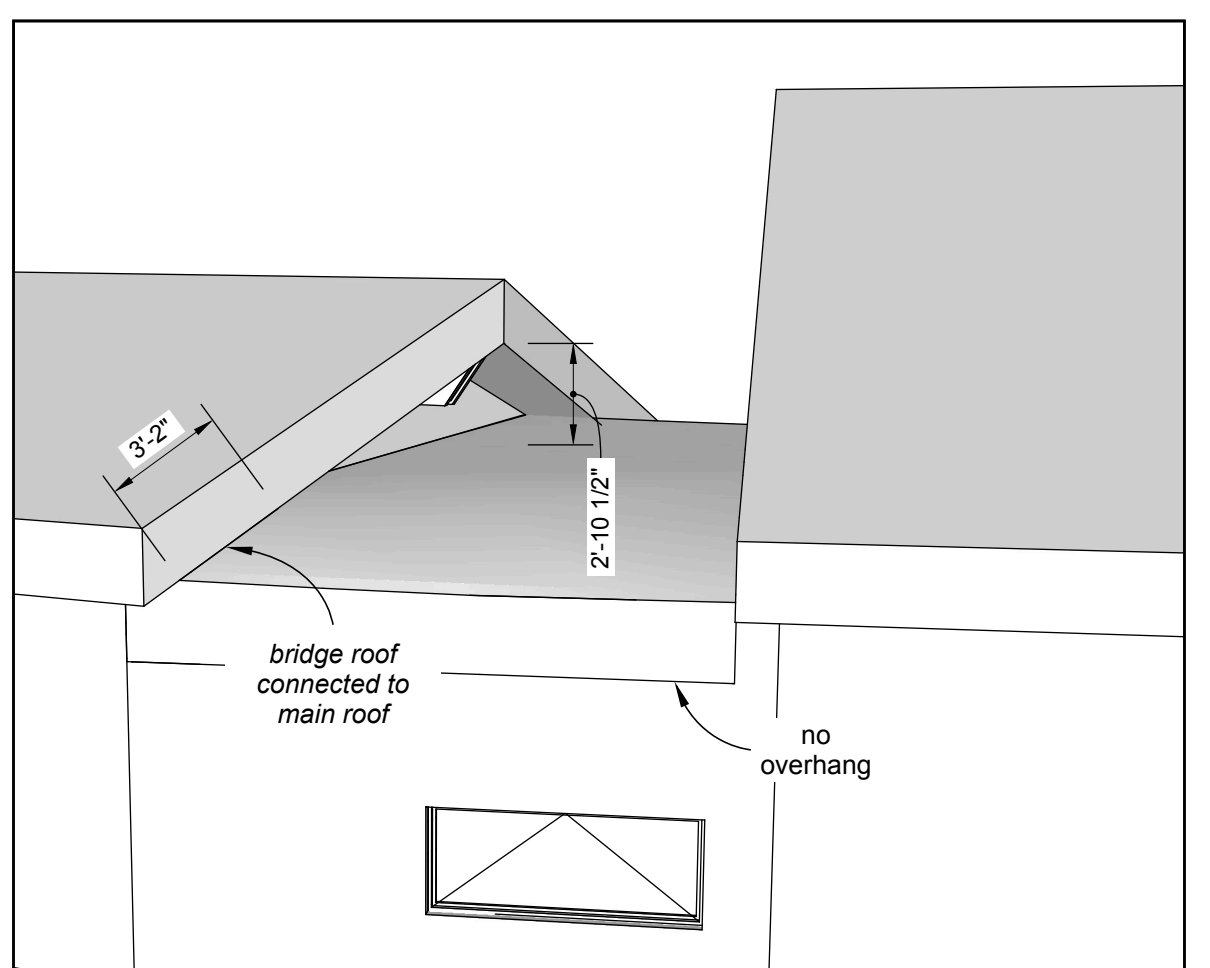 3'-2"
2'-10 1/2"
bridge roof
connected to
main roof
no
overhang